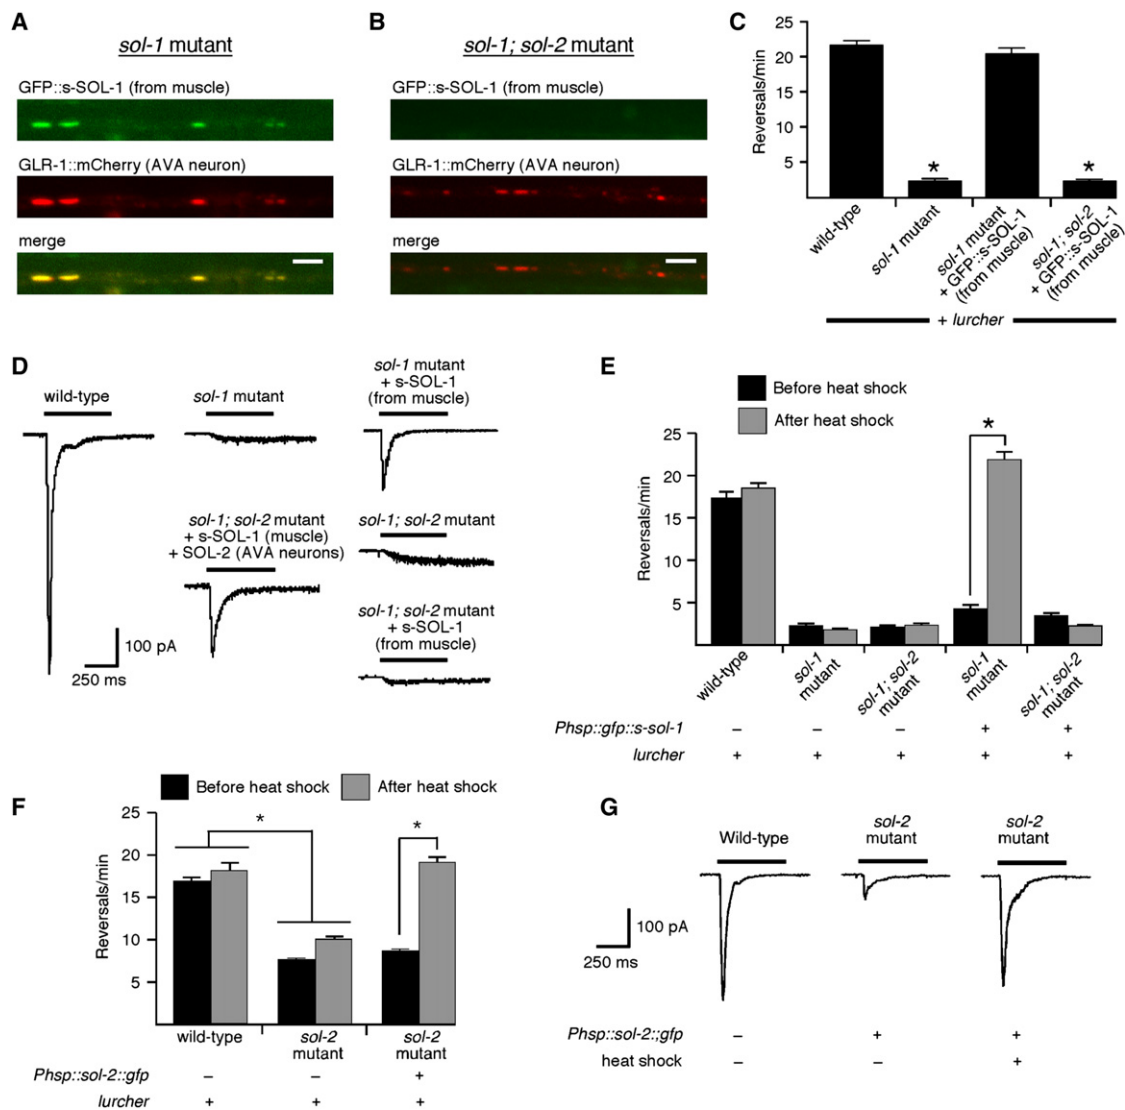 A
sol-1 mutant
GFP::s-SOL-1 (from muscle)
GLR-1::mCherry (AVA neuron)
merge
B
sol-1; sol-2 mutant
GFP::s-SOL-1 (from muscle)
GLR-1::mCherry (AVA neuron)
merge
C
Reversals/min
25
20
15
10
5
*
*
wild-type
sol-1 mutant
sol-1 mutant
+ GFP::s-SOL-1
(from muscle)
sol-1; sol-2
+ GFP::s-SOL-1
(from muscle)
+ lurcher
D
wild-type
sol-1 mutant
sol-1 mutant
+ s-SOL-1
(from muscle)
sol-1; sol-2 mutant
+ s-SOL-1 (muscle)
+ SOL-2 (AVA neurons)
sol-1; sol-2 mutant
sol-1; sol-2 mutant
+ s-SOL-1
(from muscle)
100 pA
250 ms
E
Before heat shock
After heat shock
Reversals/min
25
20
15
10
5
*
wild-type
sol-1
mutant
sol-1; sol-2
mutant
sol-1
mutant
sol-1; sol-2
mutant
Phsp::gfp::s-sol-1 – – – + +
lurcher + + + + +
F
Before heat shock
After heat shock
Reversals/min
25
20
15
10
5
*
*
wild-type
sol-2
mutant
sol-2
mutant
Phsp::sol-2::gfp – – +
lurcher + + +
G
Wild-type
sol-2
mutant
sol-2
mutant
100 pA
250 ms
Phsp::sol-2::gfp – + +
heat shock – – +